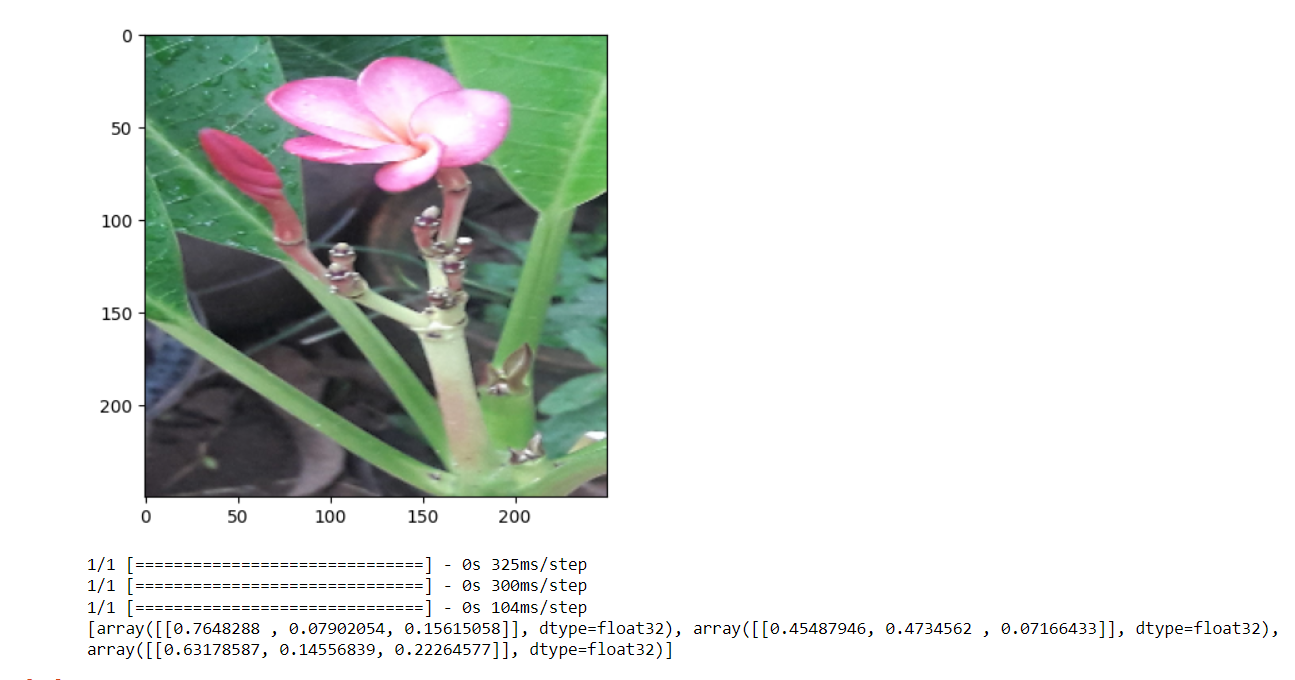 0
50
100
150
200
0 50 100 150 200
1/1 [==============================] - 0s 325ms/step
1/1 [==============================] - 0s 300ms/step
1/1 [==============================] - 0s 104ms/step
[array([[0.7648288 , 0.07902054, 0.15615058]], dtype=float32), array([[0.45487946, 0.4734562 , 0.07166433]], dtype=float32),
array([[0.63178587, 0.14556839, 0.22264577]], dtype=float32)]